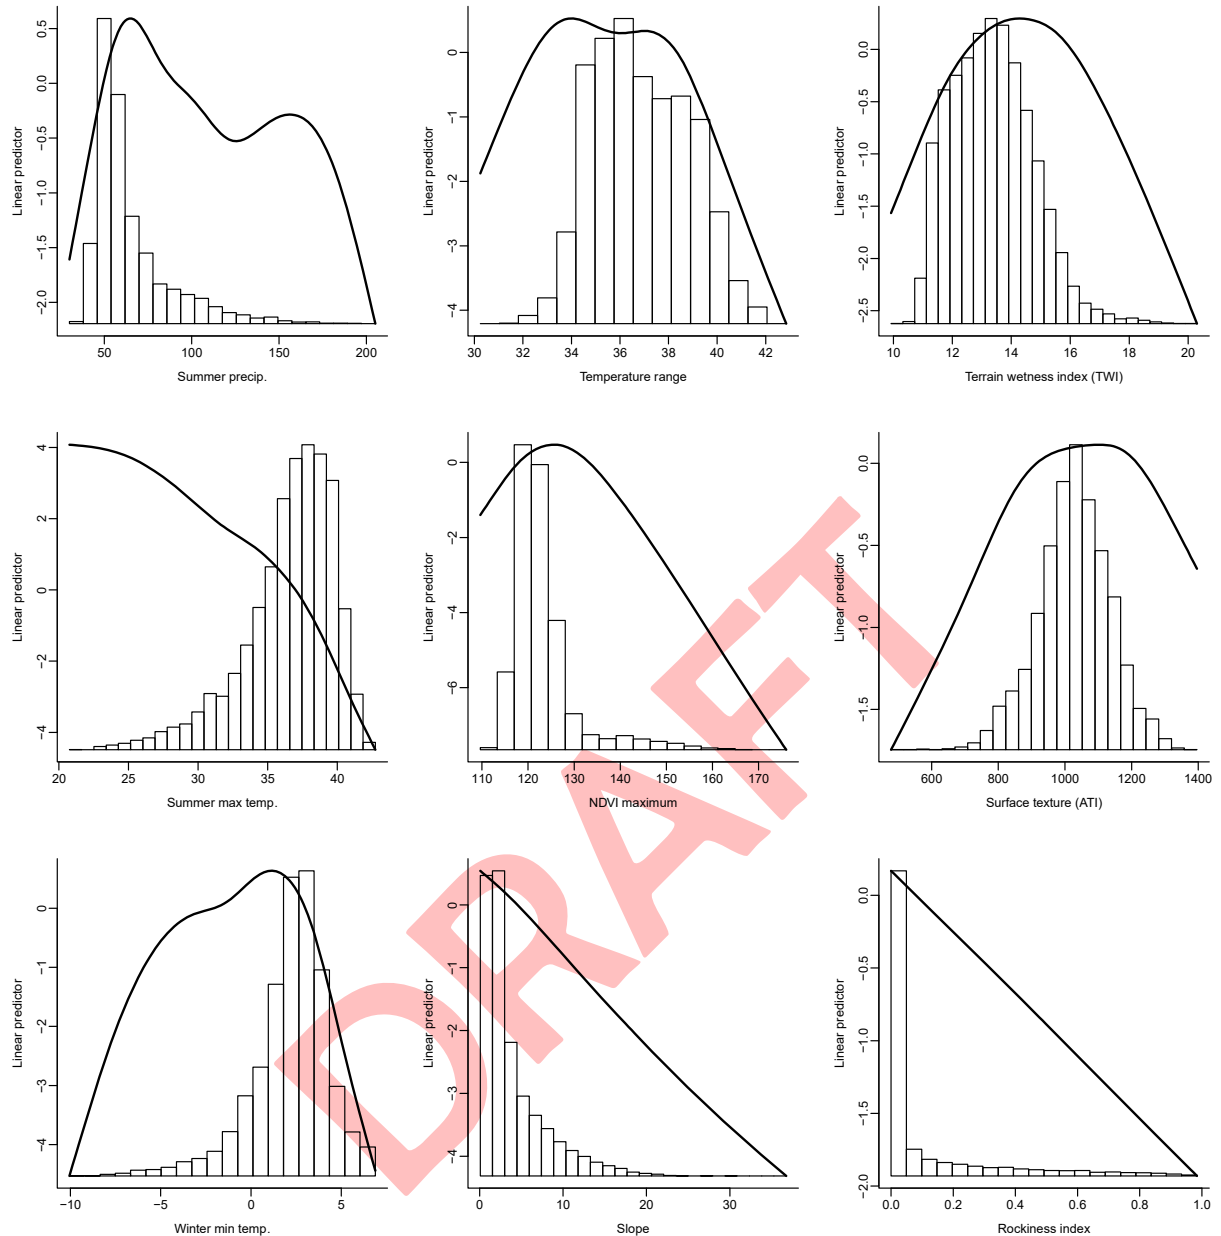 0.5
0.0
−0.5
−1.0
−1.5
−2.0
Linear predictor
50 100 150 200
Summer precip.
0
−1
−2
−3
−4
Linear predictor
30 32 34 36 38 40 42
Temperature range
0.0
−0.5
−1.0
−1.5
−2.0
−2.5
Linear predictor
10 12 14 16 18 20
Terrain wetness index (TWI)
4
2
0
−2
−4
Linear predictor
20 25 30 35 40
Summer max temp.
0
−2
−4
−6
Linear predictor
110 120 130 140 150 160 170
NDVI maximum
0.0
−0.5
−1.0
−1.5
Linear predictor
600 800 1000 1200 1400
Surface texture (ATI)
0
−1
−2
−3
−4
Linear predictor
−10 −5 0 5
Winter min temp.
0
−1
−2
−3
−4
Linear predictor
0 10 20 30
Slope
0.0
−0.5
−1.0
−1.5
−2.0
Linear predictor
0.0 0.2 0.4 0.6 0.8 1.0
Rockiness index
DRAFT